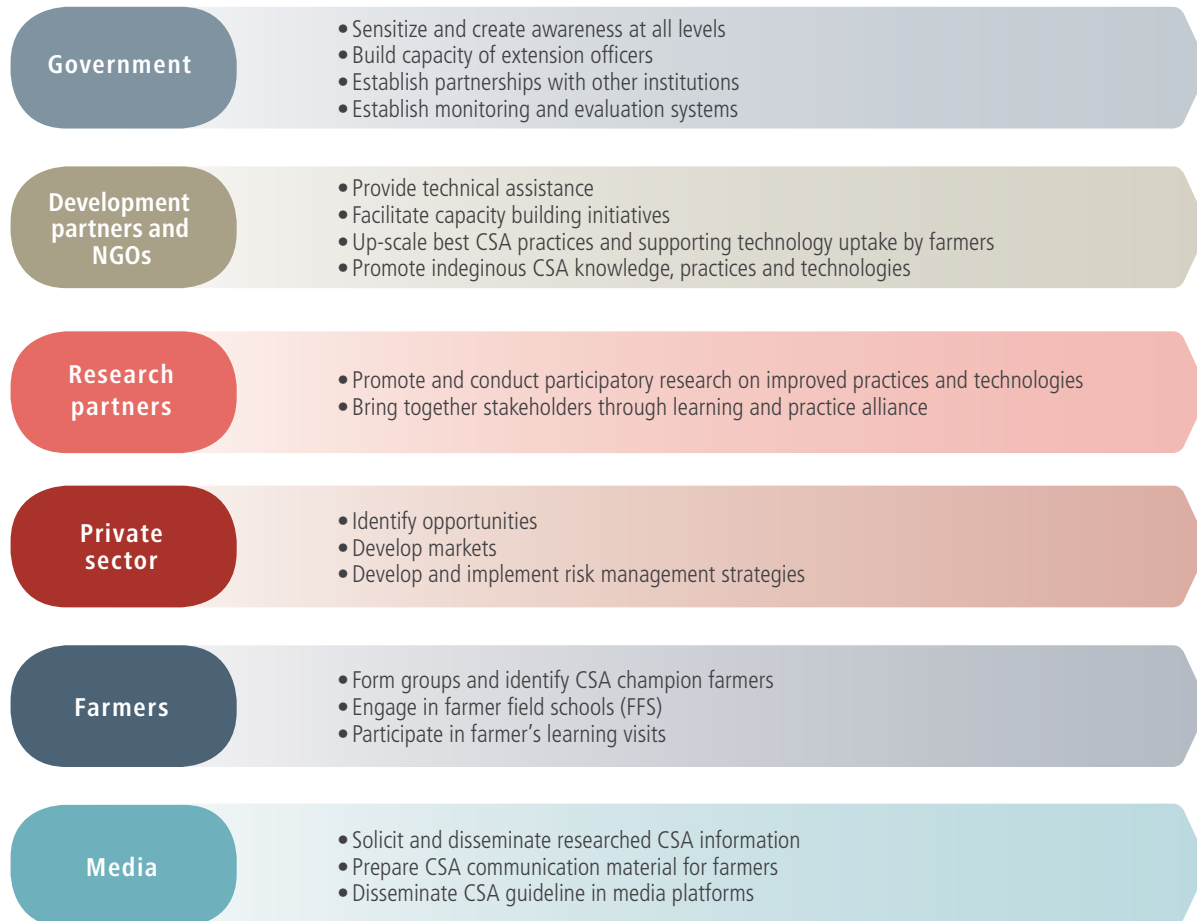 Government
• Sensitize and create awareness at all levels
• Build capacity of extension officers
• Establish partnerships with other institutions
• Establish monitoring and evaluation systems
Development
partners and
NGOs
• Provide technical assistance
• Facilitate capacity building initiatives
• Up-scale best CSA practices and supporting technology uptake by farmers
• Promote indeginous CSA knowledge, practices and technologies
Research
partners
• Promote and conduct participatory research on improved practices and technologies
• Bring together stakeholders through learning and practice alliance
Private
sector
• Identify opportunities
• Develop markets
• Develop and implement risk management strategies
Farmers
• Form groups and identify CSA champion farmers
• Engage in farmer field schools (FFS)
• Participate in farmer's learning visits
Media
• Solicit and disseminate researched CSA information
• Prepare CSA communication material for farmers
• Disseminate CSA guideline in media platforms